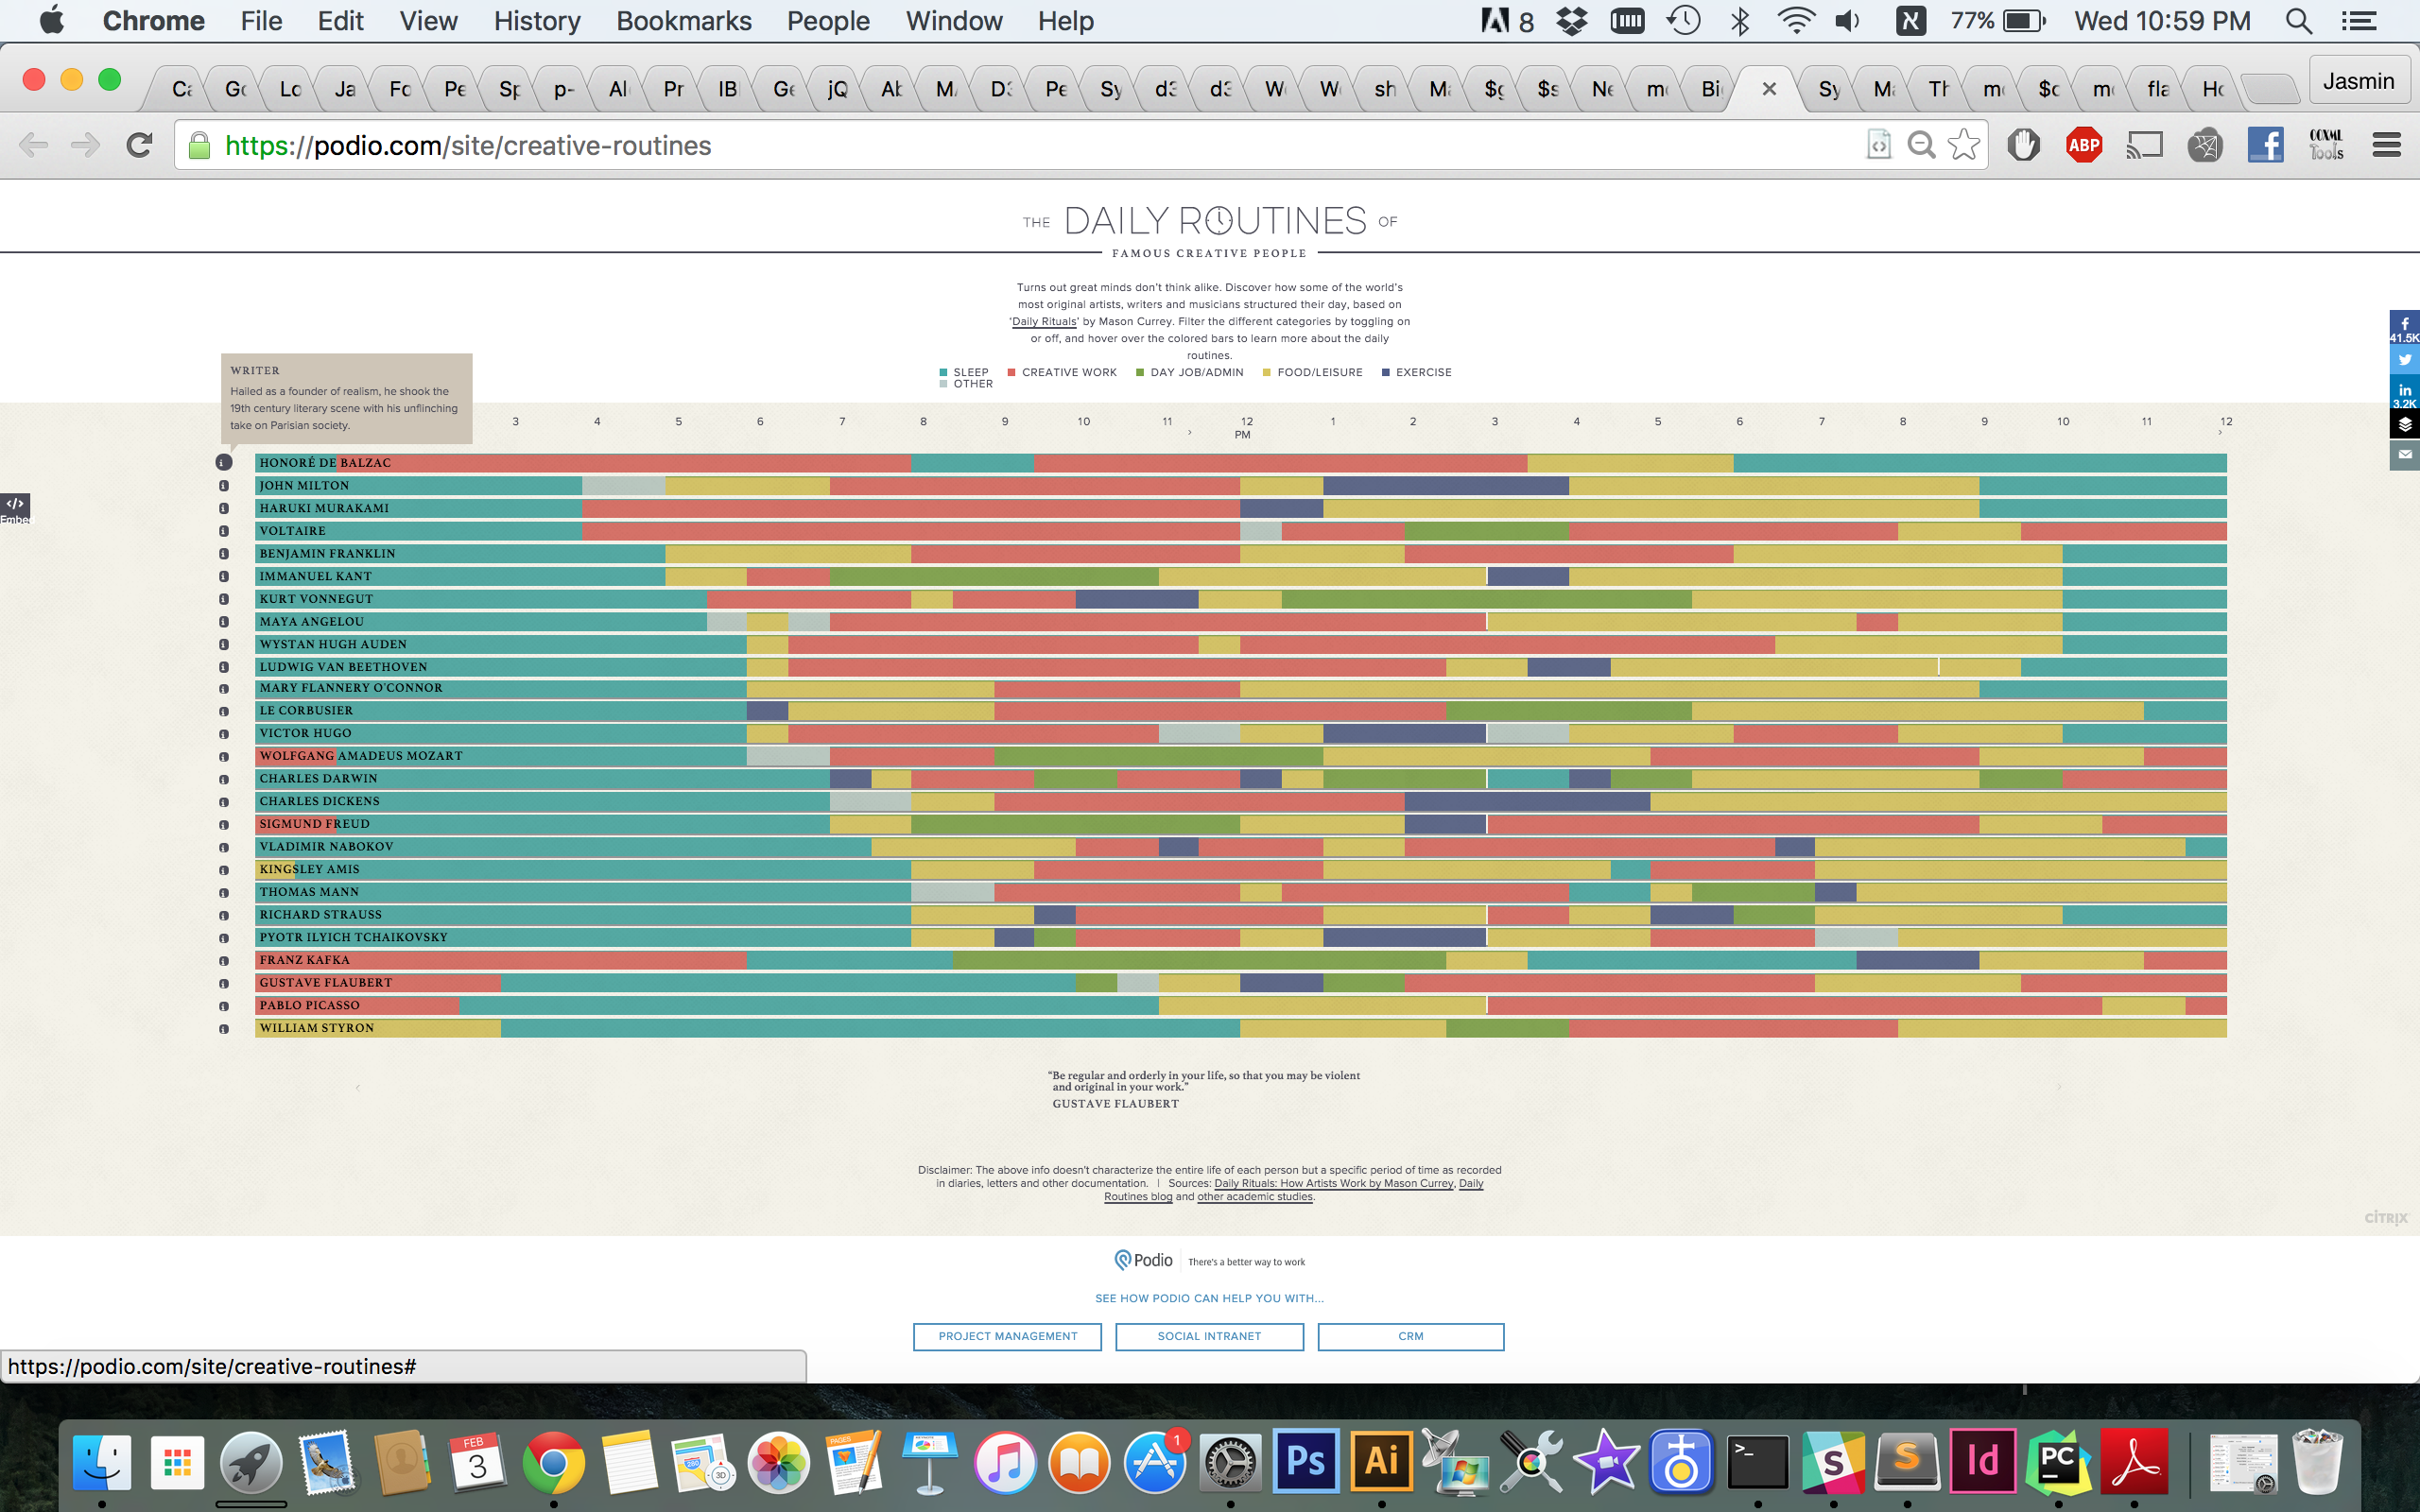 Chrome File Edit View History Bookmarks People Window Help 8 77% Wed 10:59 PM
Ca Go Lo Ja Fo Pe Sp p- Al Pr IB Ge jQ Ab M D3 Pe Sy d3 d3 W W sh Ma $g $s Ne m Bi Sy Ma Th m $c m fla Ho Jasmin
https://podio.com/site/creative-routines ABP OOXML Tools
THE DAILY ROUTINES OF
FAMOUS CREATIVE PEOPLE
Turns out great minds don't think alike. Discover how some of the world's
most original artists, writers and musicians structured their day, based on
'Daily Rituals' by Mason Currey. Filter the different categories by toggling on
or off, and hover over the colored bars to learn more about the daily
routines.
SLEEP CREATIVE WORK DAY JOB/ADMIN FOOD/LEISURE EXERCISE
OTHER
41.5K
in
3.2K
WRITER
Hailed as a founder of realism, he shook the
19th century literary scene with his unflinching
take on Parisian society.
3 4 5 6 7 8 9 10 11 12 1 2 3 4 5 6 7 8 9 10 11 12
PM
HONORÉ DE BALZAC
JOHN MILTON
</>
Embed
HARUKI MURAKAMI
VOLTAIRE
BENJAMIN FRANKLIN
IMMANUEL KANT
KURT VONNEGUT
MAYA ANGELOU
WYSTAN HUGH AUDEN
LUDWIG VAN BEETHOVEN
MARY FLANNERY O'CONNOR
LE CORBUSIER
VICTOR HUGO
WOLFGANG AMADEUS MOZART
CHARLES DARWIN
CHARLES DICKENS
SIGMUND FREUD
VLADIMIR NABOKOV
KINGSLEY AMIS
THOMAS MANN
RICHARD STRAUSS
PYOTR ILYICH TCHAIKOVSKY
FRANZ KAFKA
GUSTAVE FLAUBERT
PABLO PICASSO
WILLIAM STYRON
“Be regular and orderly in your life, so that you may be violent
and original in your work.”
GUSTAVE FLAUBERT
Disclaimer: The above info doesn't characterize the entire life of each person but a specific period of time as recorded
in diaries, letters and other documentation. | Sources: Daily Rituals: How Artists Work by Mason Currey, Daily
Routines blog and other academic studies.
CITRIX
Podio There's a better way to work
SEE HOW PODIO CAN HELP YOU WITH...
PROJECT MANAGEMENT SOCIAL INTRANET CRM
https://podio.com/site/creative-routines#
FEB
3
PAGES
3D
1
Ps Ai >_ S S Id PC